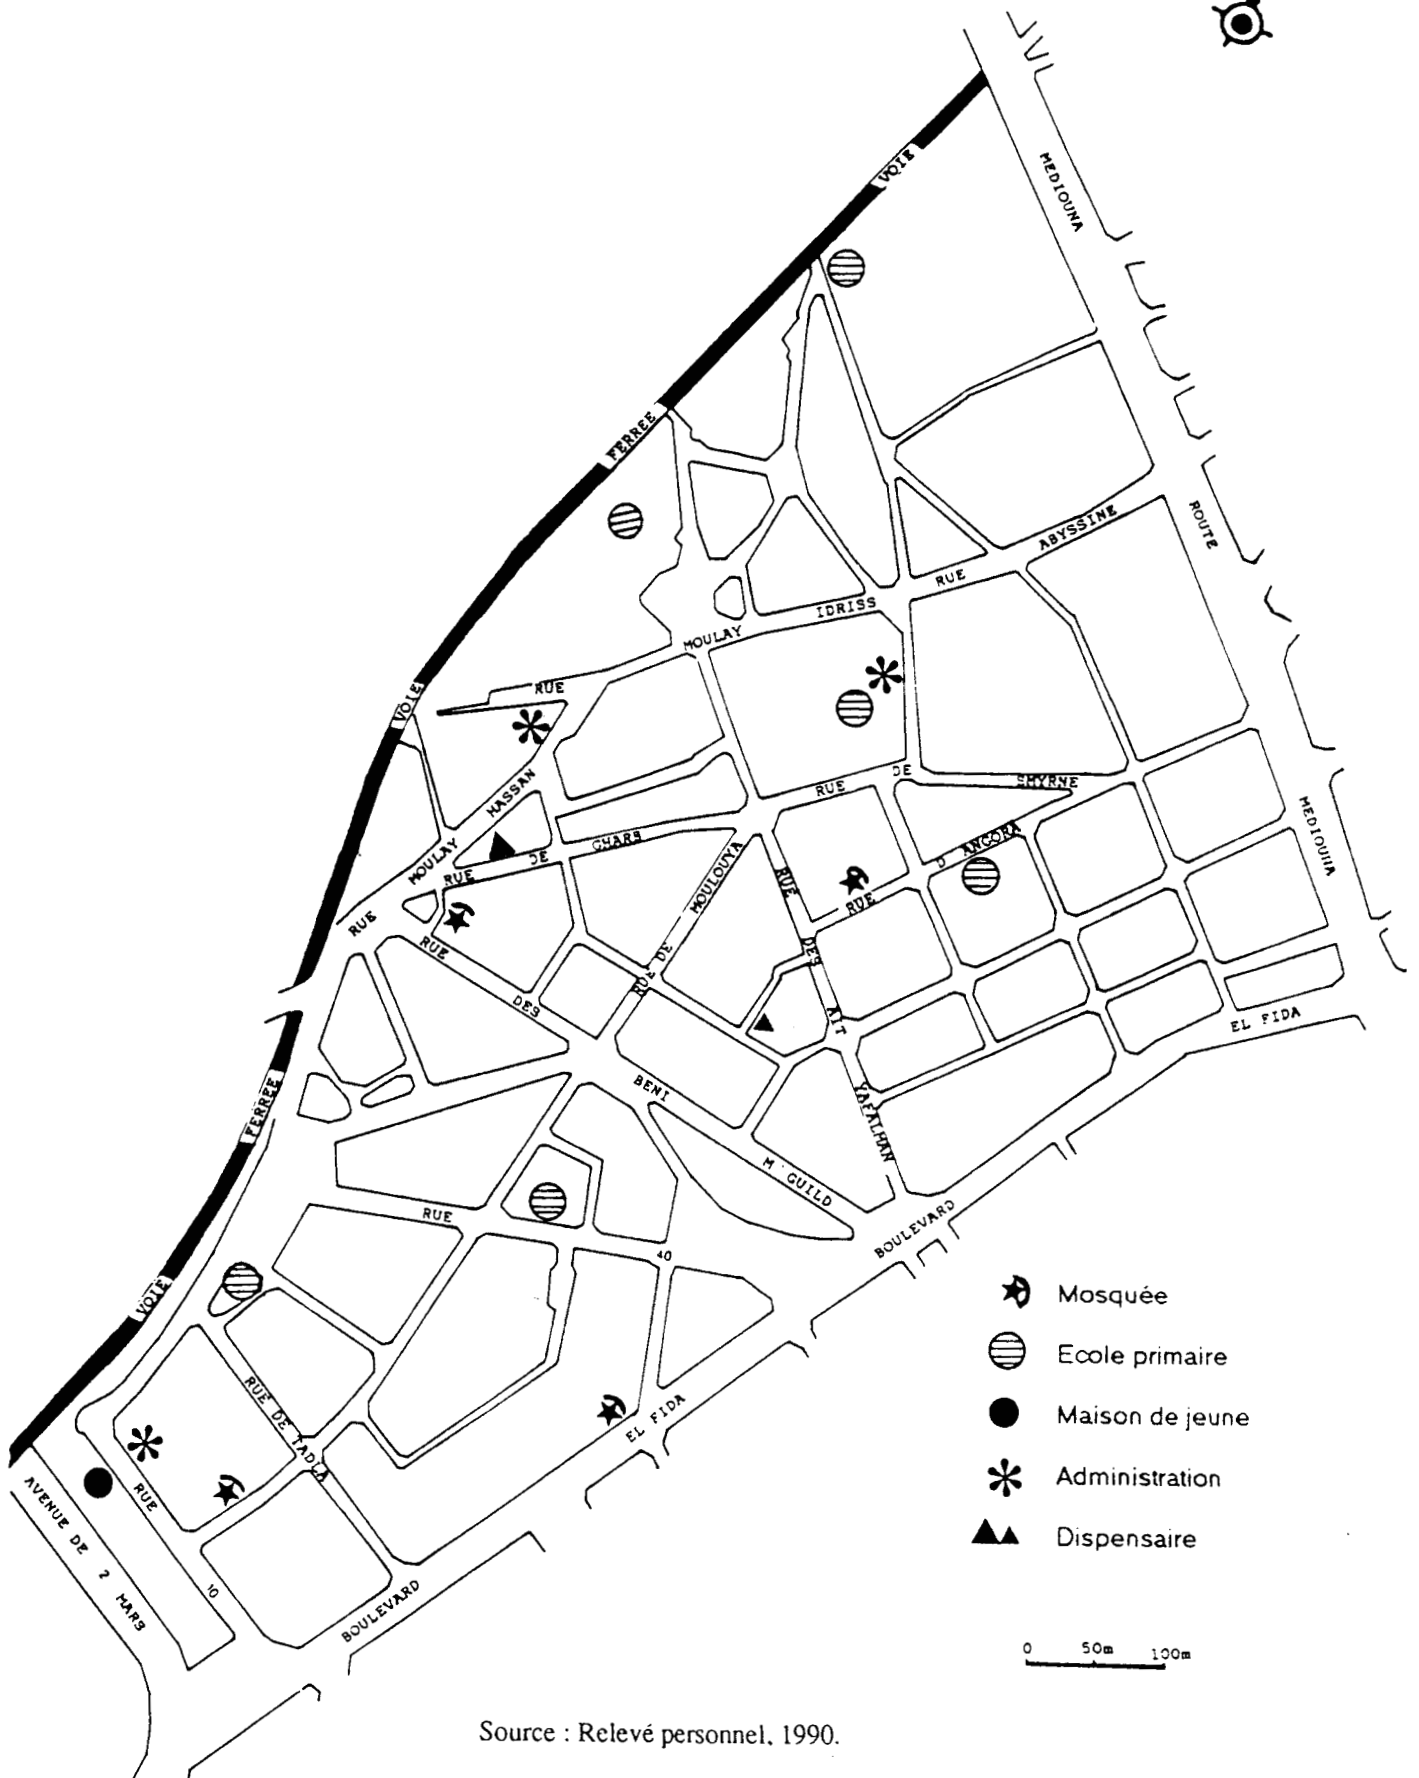 VOIE
MEDIOUNA
FERREE
ROUTE
RUE ABYSSINE
RUE MOULAY IDRISS
VOIE
RUE MOULAY HASSAN
RUE DE SMYRNE
MEDIOUNA
RUE DE GHARS
RUE D ANGORA
RUE DE MOULOUYA
RUE DES AIT YAFALMAN
RUE DES BENI M'GUILD
EL FIDA
FERREE
BOULEVARD
RUE 40
VOIE
RUE DE TADLA
EL FIDA
RUE 10
AVENUE DE 2 MARS
BOULEVARD
Mosquée
Ecole primaire
Maison de jeune
Administration
Dispensaire
0 50m 100m
Source : Relevé personnel, 1990.